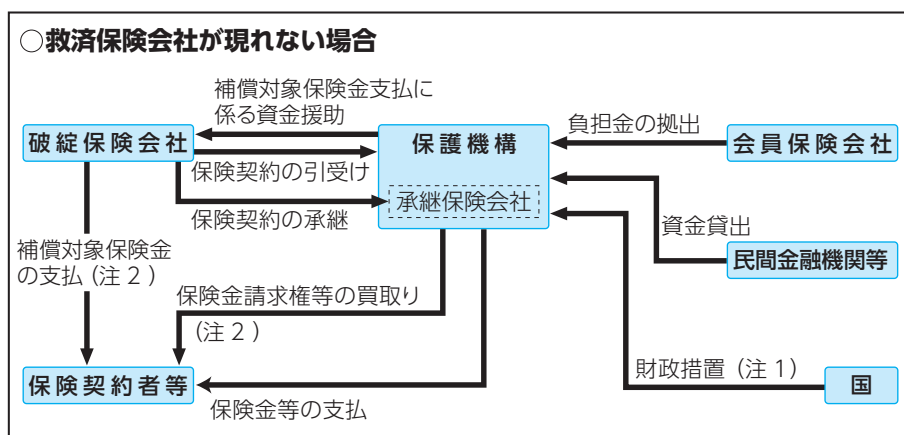 ○救済保険会社が現れない場合
補償対象保険金支払に
係る資金援助
破綻保険会社
保護機構
負担金の拠出
会員保険会社
保険契約の引受け
承継保険会社
保険契約の承継
資金貸出
補償対象保険金
の支払(注2)
民間金融機関等
保険金請求権等の買取り
(注2)
財政措置(注1)
保険契約者等
国
保険金等の支払